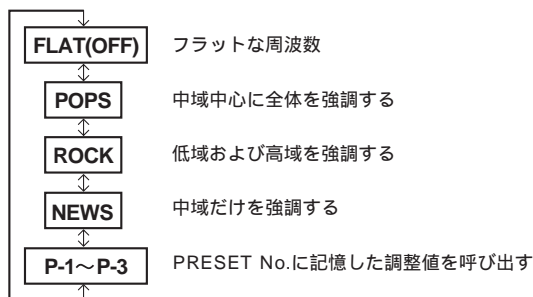 FLAT(OFF) フラットな周波数
POPS 中域中心に全体を強調する
ROCK 低域および高域を強調する
NEWS 中域だけを強調する
P-1～P-3 PRESET No.に記憶した調整値を呼び出す